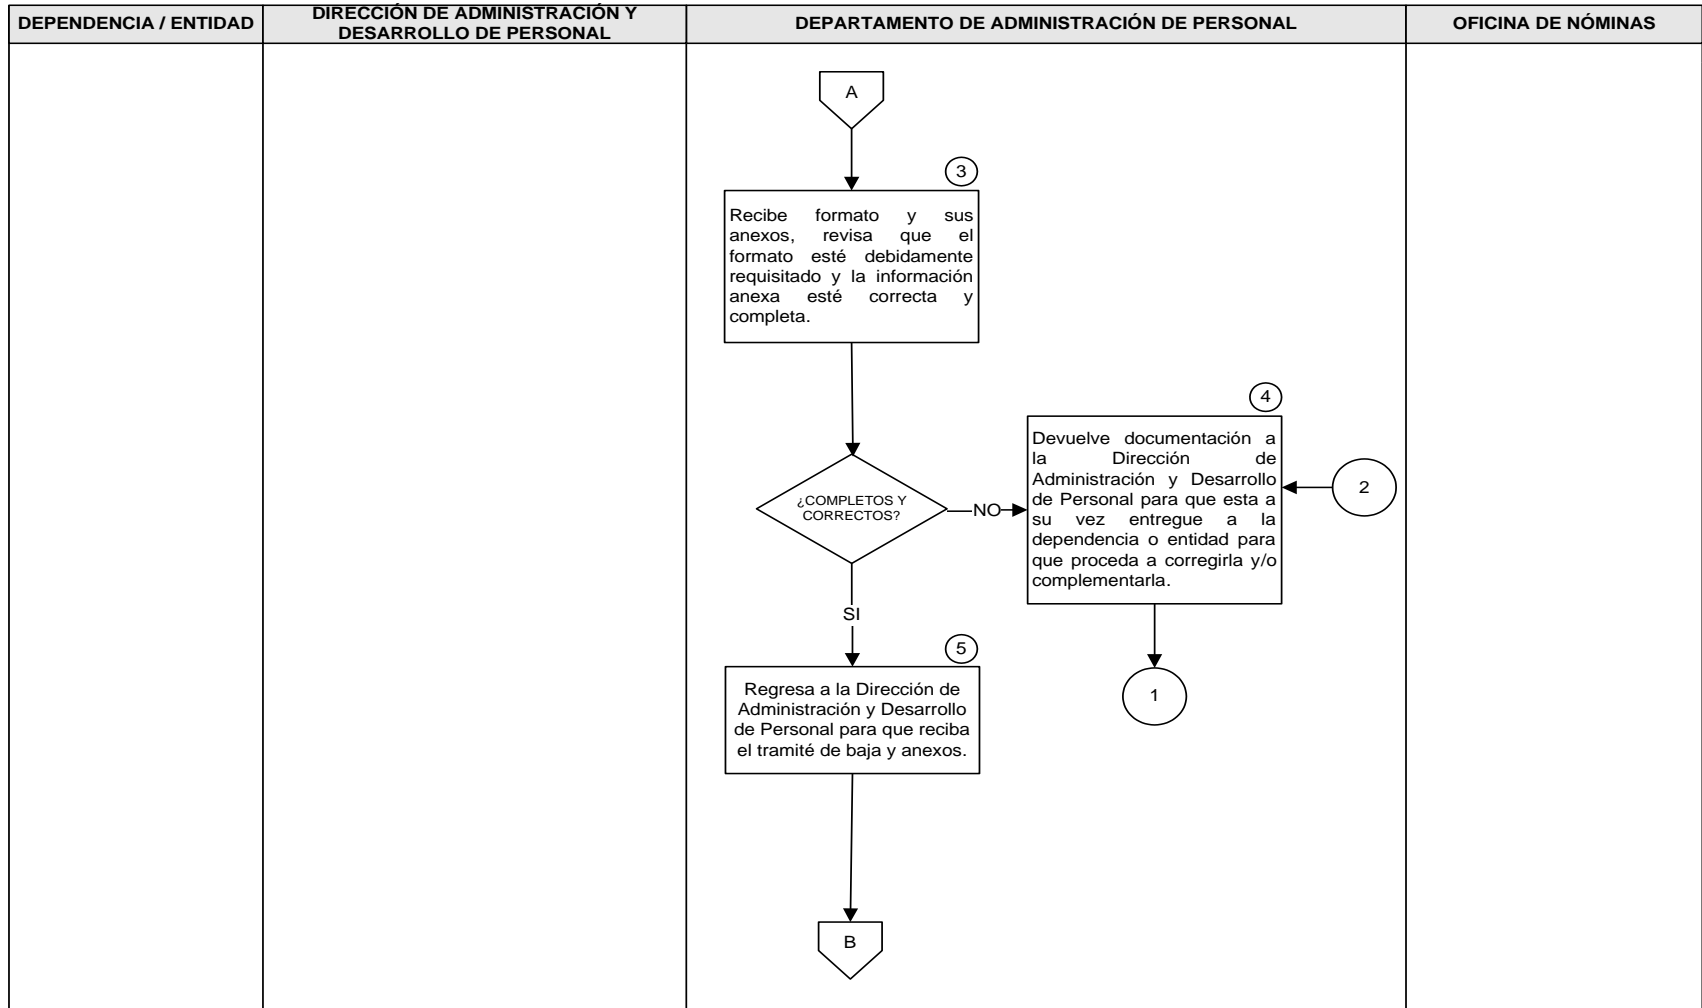 DEPENDENCIA / ENTIDAD
DIRECCIÓN DE ADMINISTRACIÓN Y
DESARROLLO DE PERSONAL
DEPARTAMENTO DE ADMINISTRACIÓN DE PERSONAL
OFICINA DE NÓMINAS
A
3
Recibe formato y sus
anexos, revisa que el
formato esté debidamente
requisitado y la información
anexa esté correcta y
completa.
¿COMPLETOS Y
CORRECTOS?
NO
4
Devuelve documentación a
la Dirección de
Administración y Desarrollo
de Personal para que esta a
su vez entregue a la
dependencia o entidad para
que proceda a corregirla y/o
complementarla.
2
1
SI
5
Regresa a la Dirección de
Administración y Desarrollo
de Personal para que reciba
el tramité de baja y anexos.
B